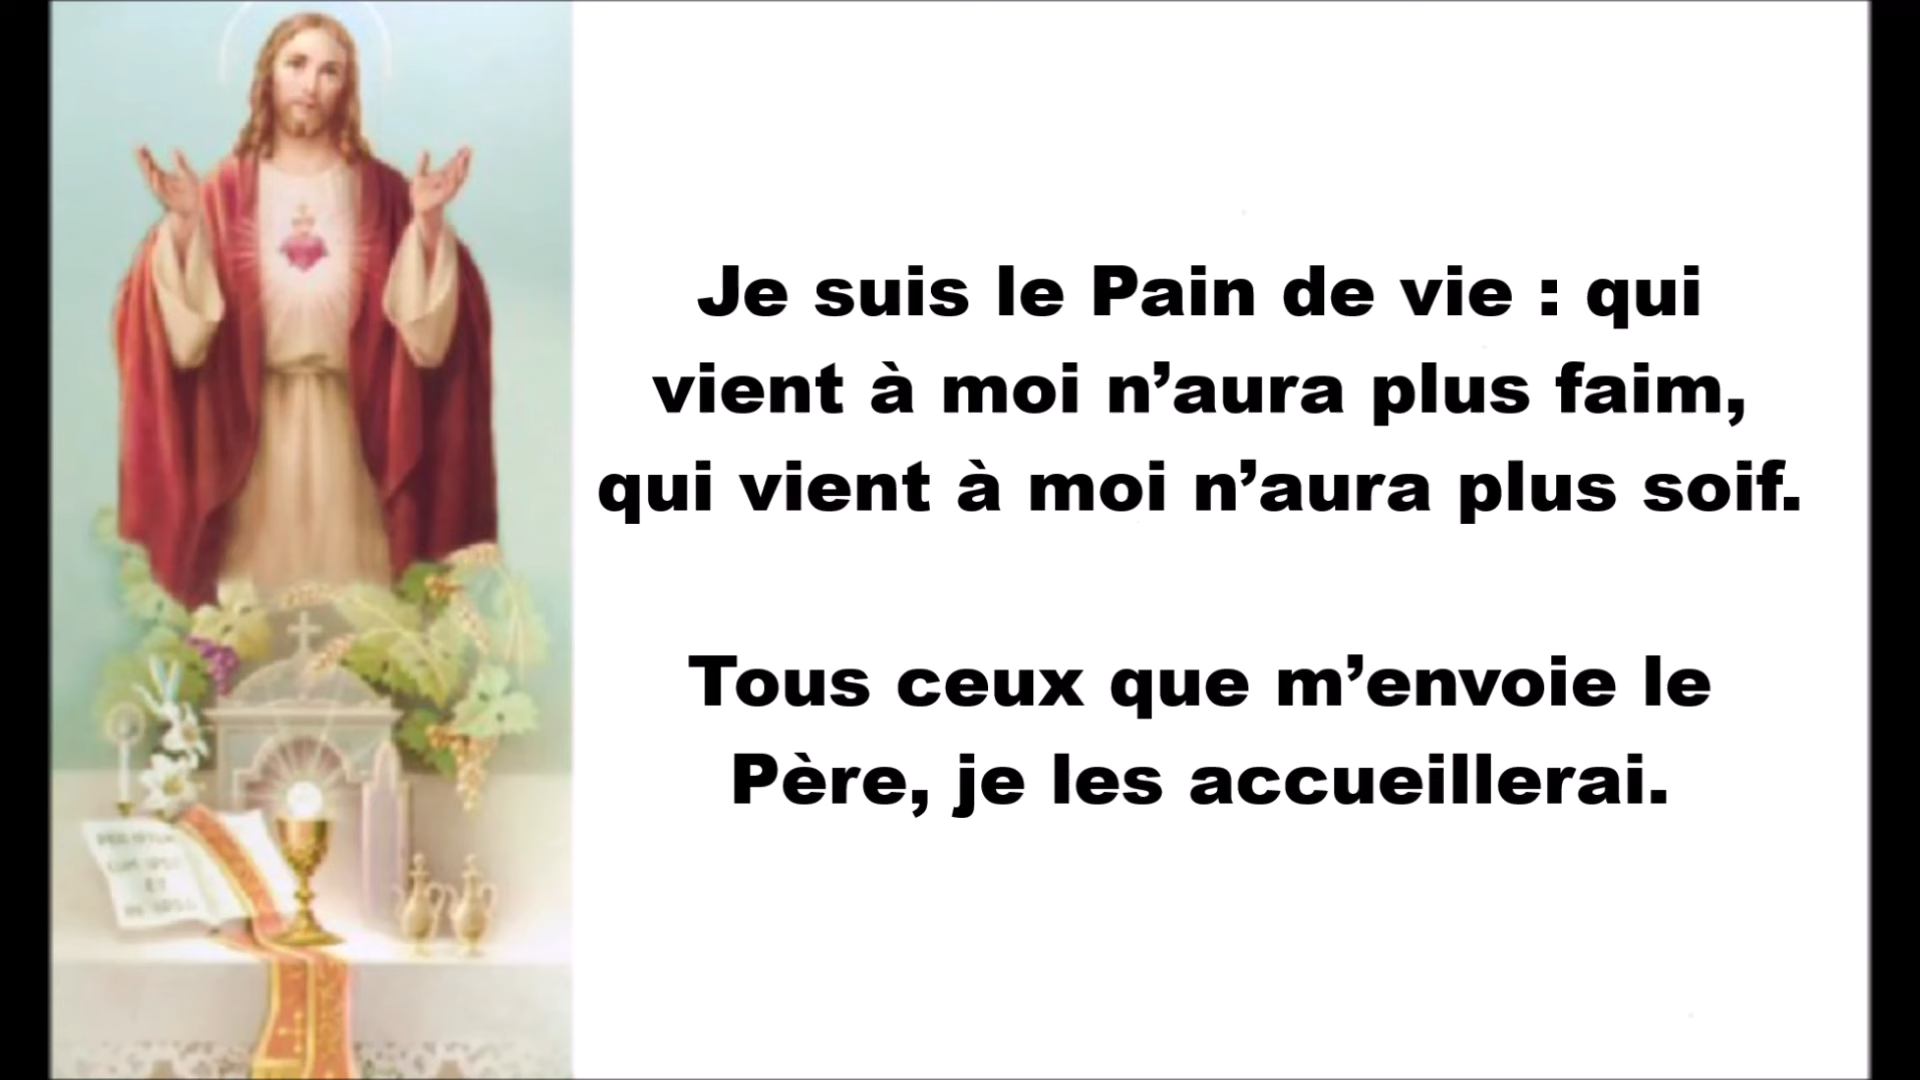 Je suis le Pain de vie : qui
vient à moi n’aura plus faim,
qui vient à moi n’aura plus soif.
Tous ceux que m’envoie le
Père, je les accueillerai.
ET